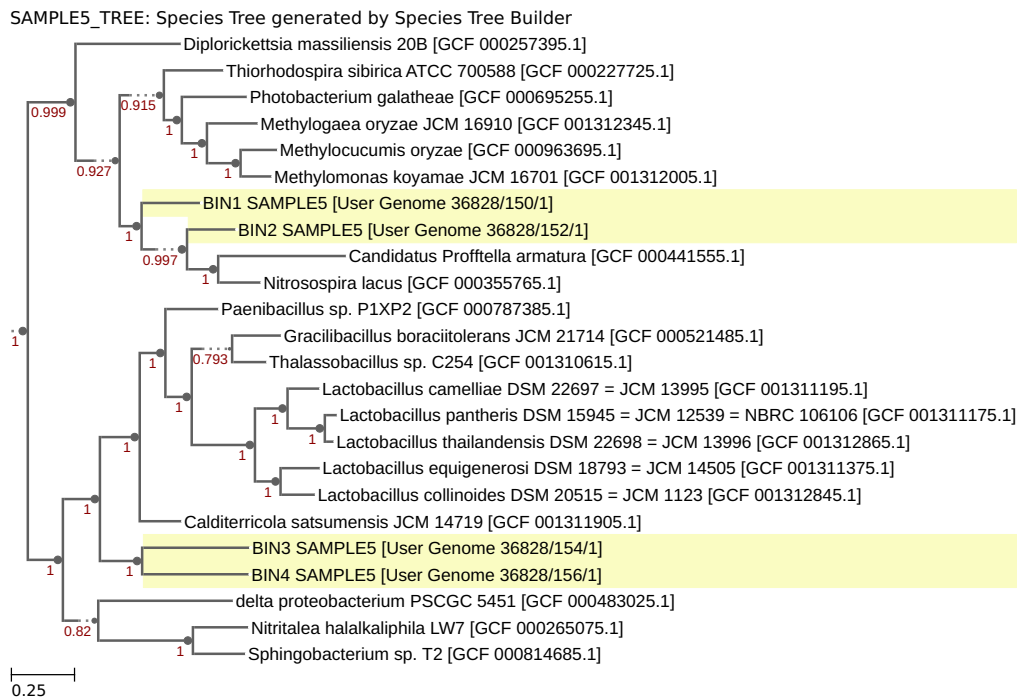 SAMPLE5_TREE: Species Tree generated by Species Tree Builder
Diplorickettsia massiliensis 20B [GCF 000257395.1]
Thiorhodospira sibirica ATCC 700588 [GCF 000227725.1]
0.999
0.915
Photobacterium galatheae [GCF 000695255.1]
1
Methylogaea oryzae JCM 16910 [GCF 001312345.1]
1
Methylocucumis oryzae [GCF 000963695.1]
0.927
1
Methylomonas koyamae JCM 16701 [GCF 001312005.1]
BIN1 SAMPLE5 [User Genome 36828/150/1]
1
BIN2 SAMPLE5 [User Genome 36828/152/1]
0.997
Candidatus Profftella armatura [GCF 000441555.1]
1
Nitrosospira lacus [GCF 000355765.1]
Paenibacillus sp. P1XP2 [GCF 000787385.1]
1
Gracilibacillus boraciitolerans JCM 21714 [GCF 000521485.1]
1
0.793
Thalassobacillus sp. C254 [GCF 001310615.1]
Lactobacillus camelliae DSM 22697 = JCM 13995 [GCF 001311195.1]
1
1
Lactobacillus pantheris DSM 15945 = JCM 12539 = NBRC 106106 [GCF 001311175.1]
1
Lactobacillus thailandensis DSM 22698 = JCM 13996 [GCF 001312865.1]
1
1
Lactobacillus equigenerosi DSM 18793 = JCM 14505 [GCF 001311375.1]
1
Lactobacillus collinoides DSM 20515 = JCM 1123 [GCF 001312845.1]
1
Calditerricola satsumensis JCM 14719 [GCF 001311905.1]
BIN3 SAMPLE5 [User Genome 36828/154/1]
1
1
BIN4 SAMPLE5 [User Genome 36828/156/1]
delta proteobacterium PSCGC 5451 [GCF 000483025.1]
0.82
Nitritalea halalkaliphila LW7 [GCF 000265075.1]
1
Sphingobacterium sp. T2 [GCF 000814685.1]
0.25